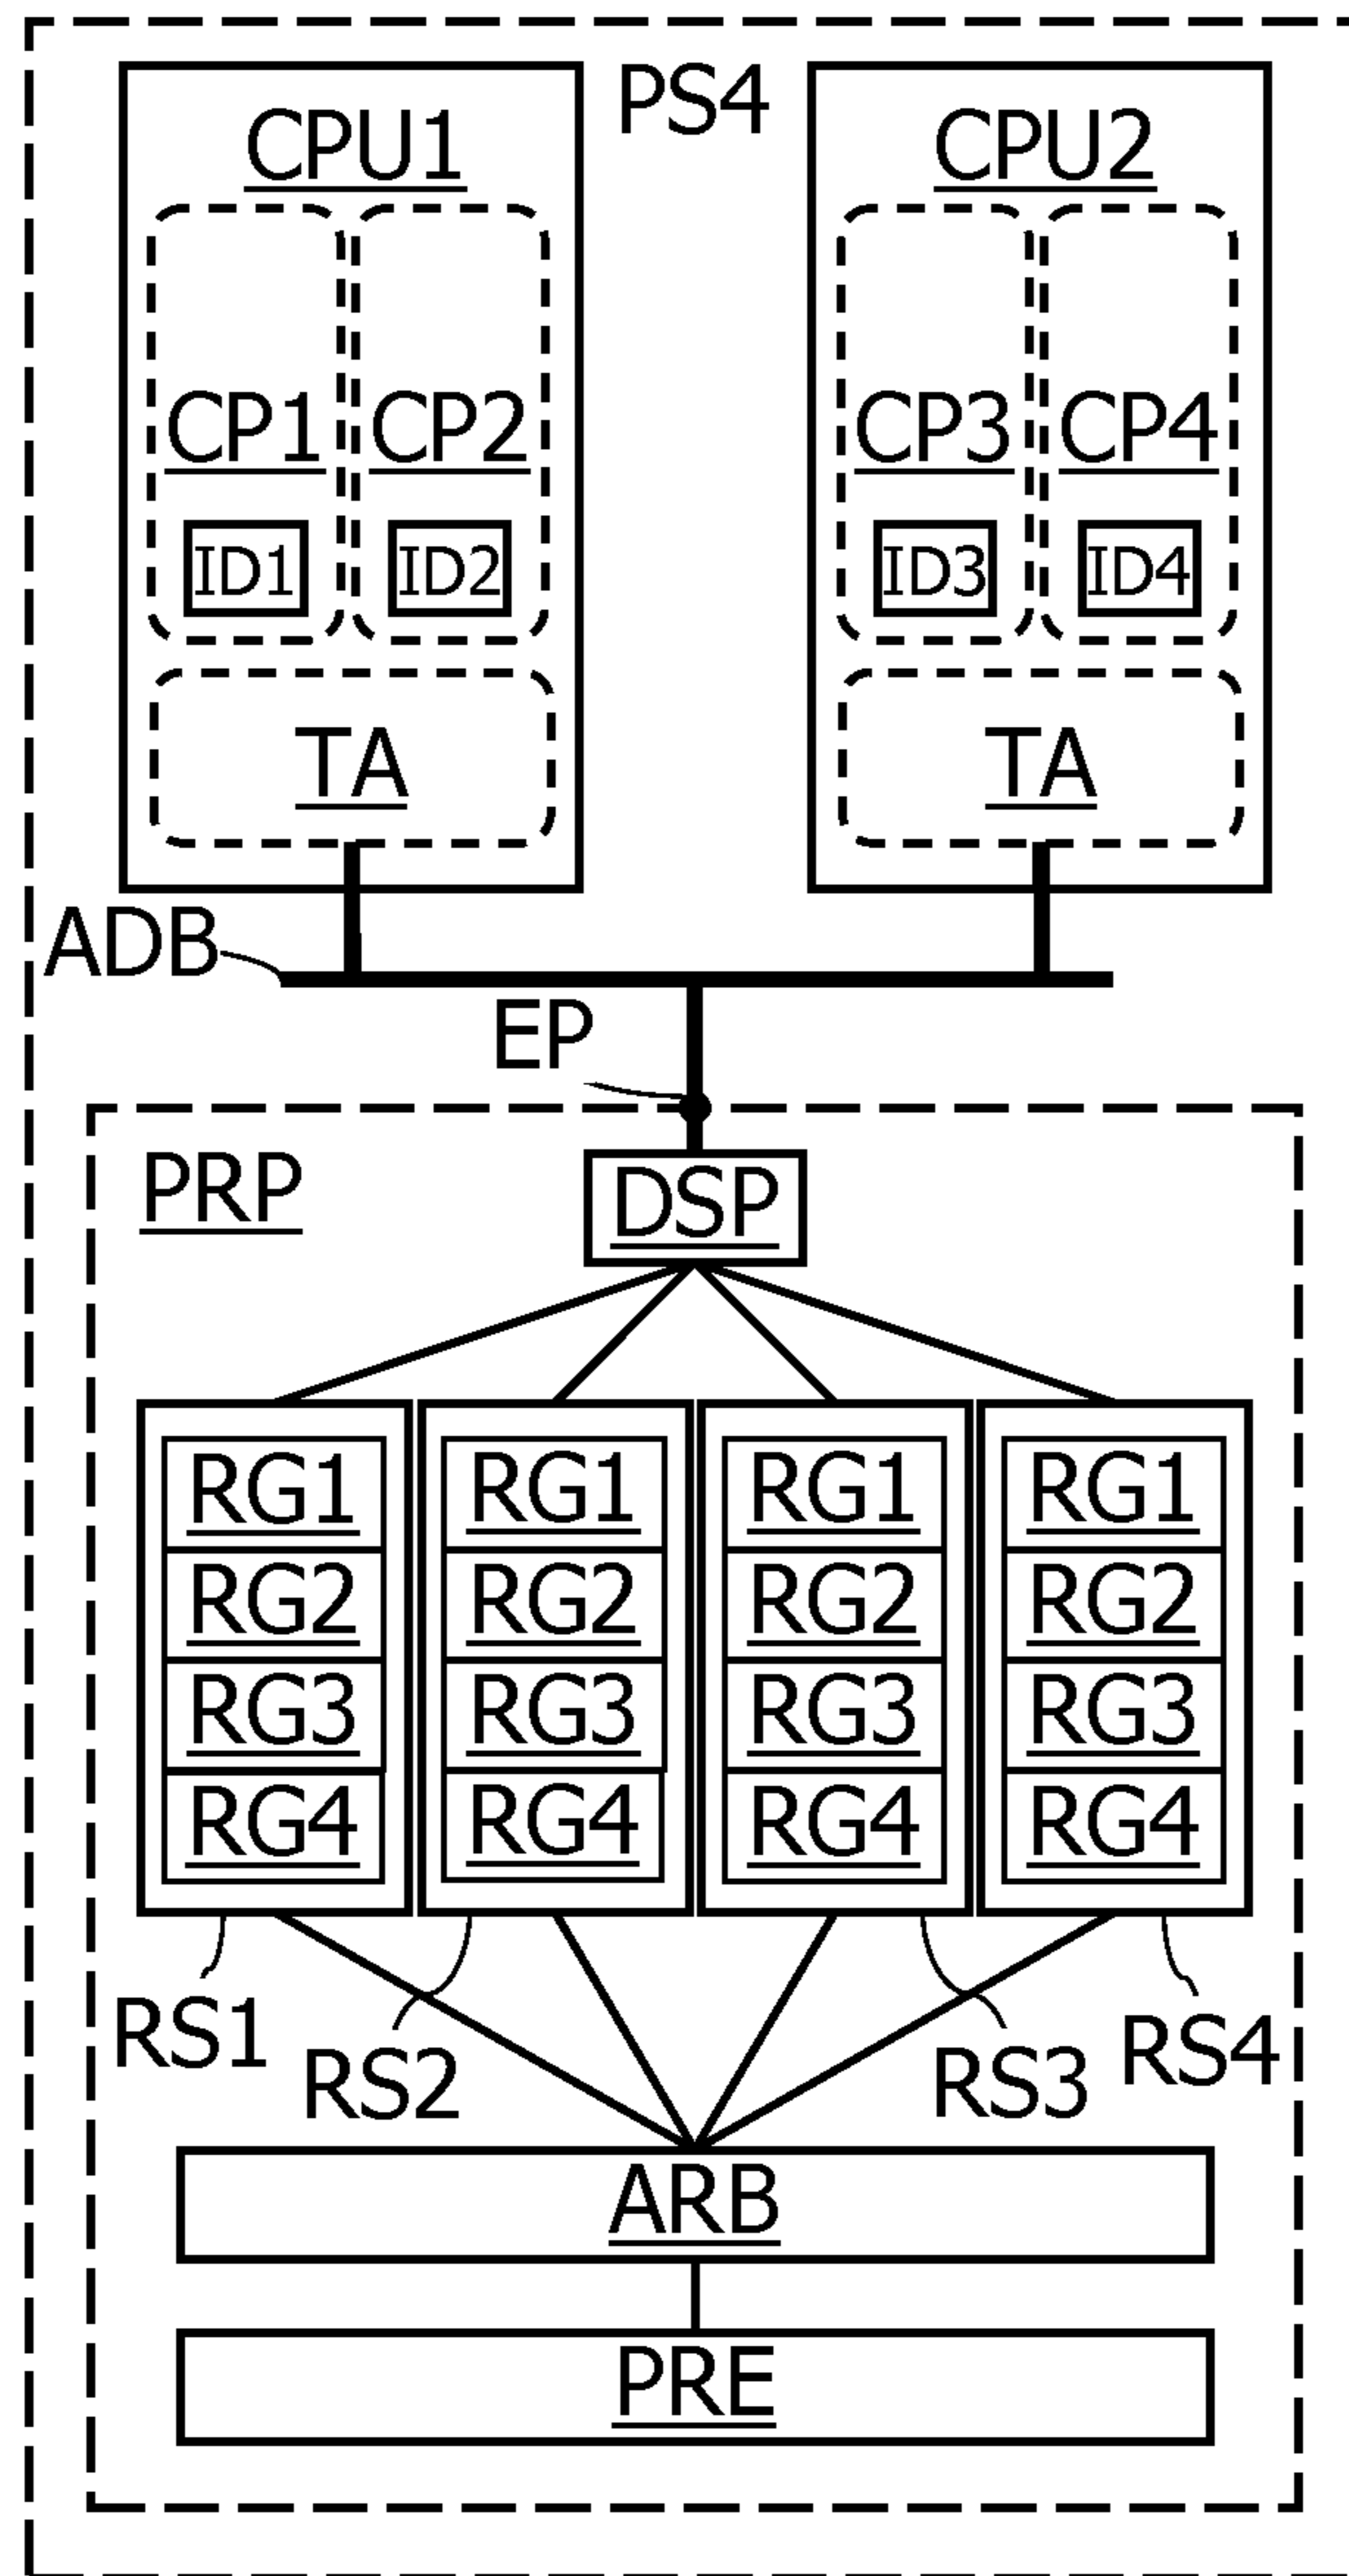 PS4
CPU1 CPU2
CP1 CP2 CP3 CP4
ID1 ID2 ID3 ID4
TA TA
ADB
EP
PRP
DSP
RG1 RG1 RG1 RG1
RG2 RG2 RG2 RG2
RG3 RG3 RG3 RG3
RG4 RG4 RG4 RG4
RS1 RS2 RS3 RS4
ARB
PRE